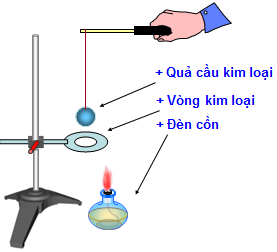 + Quả cầu kim loại
+ Vòng kim loại
+ Đèn cồn